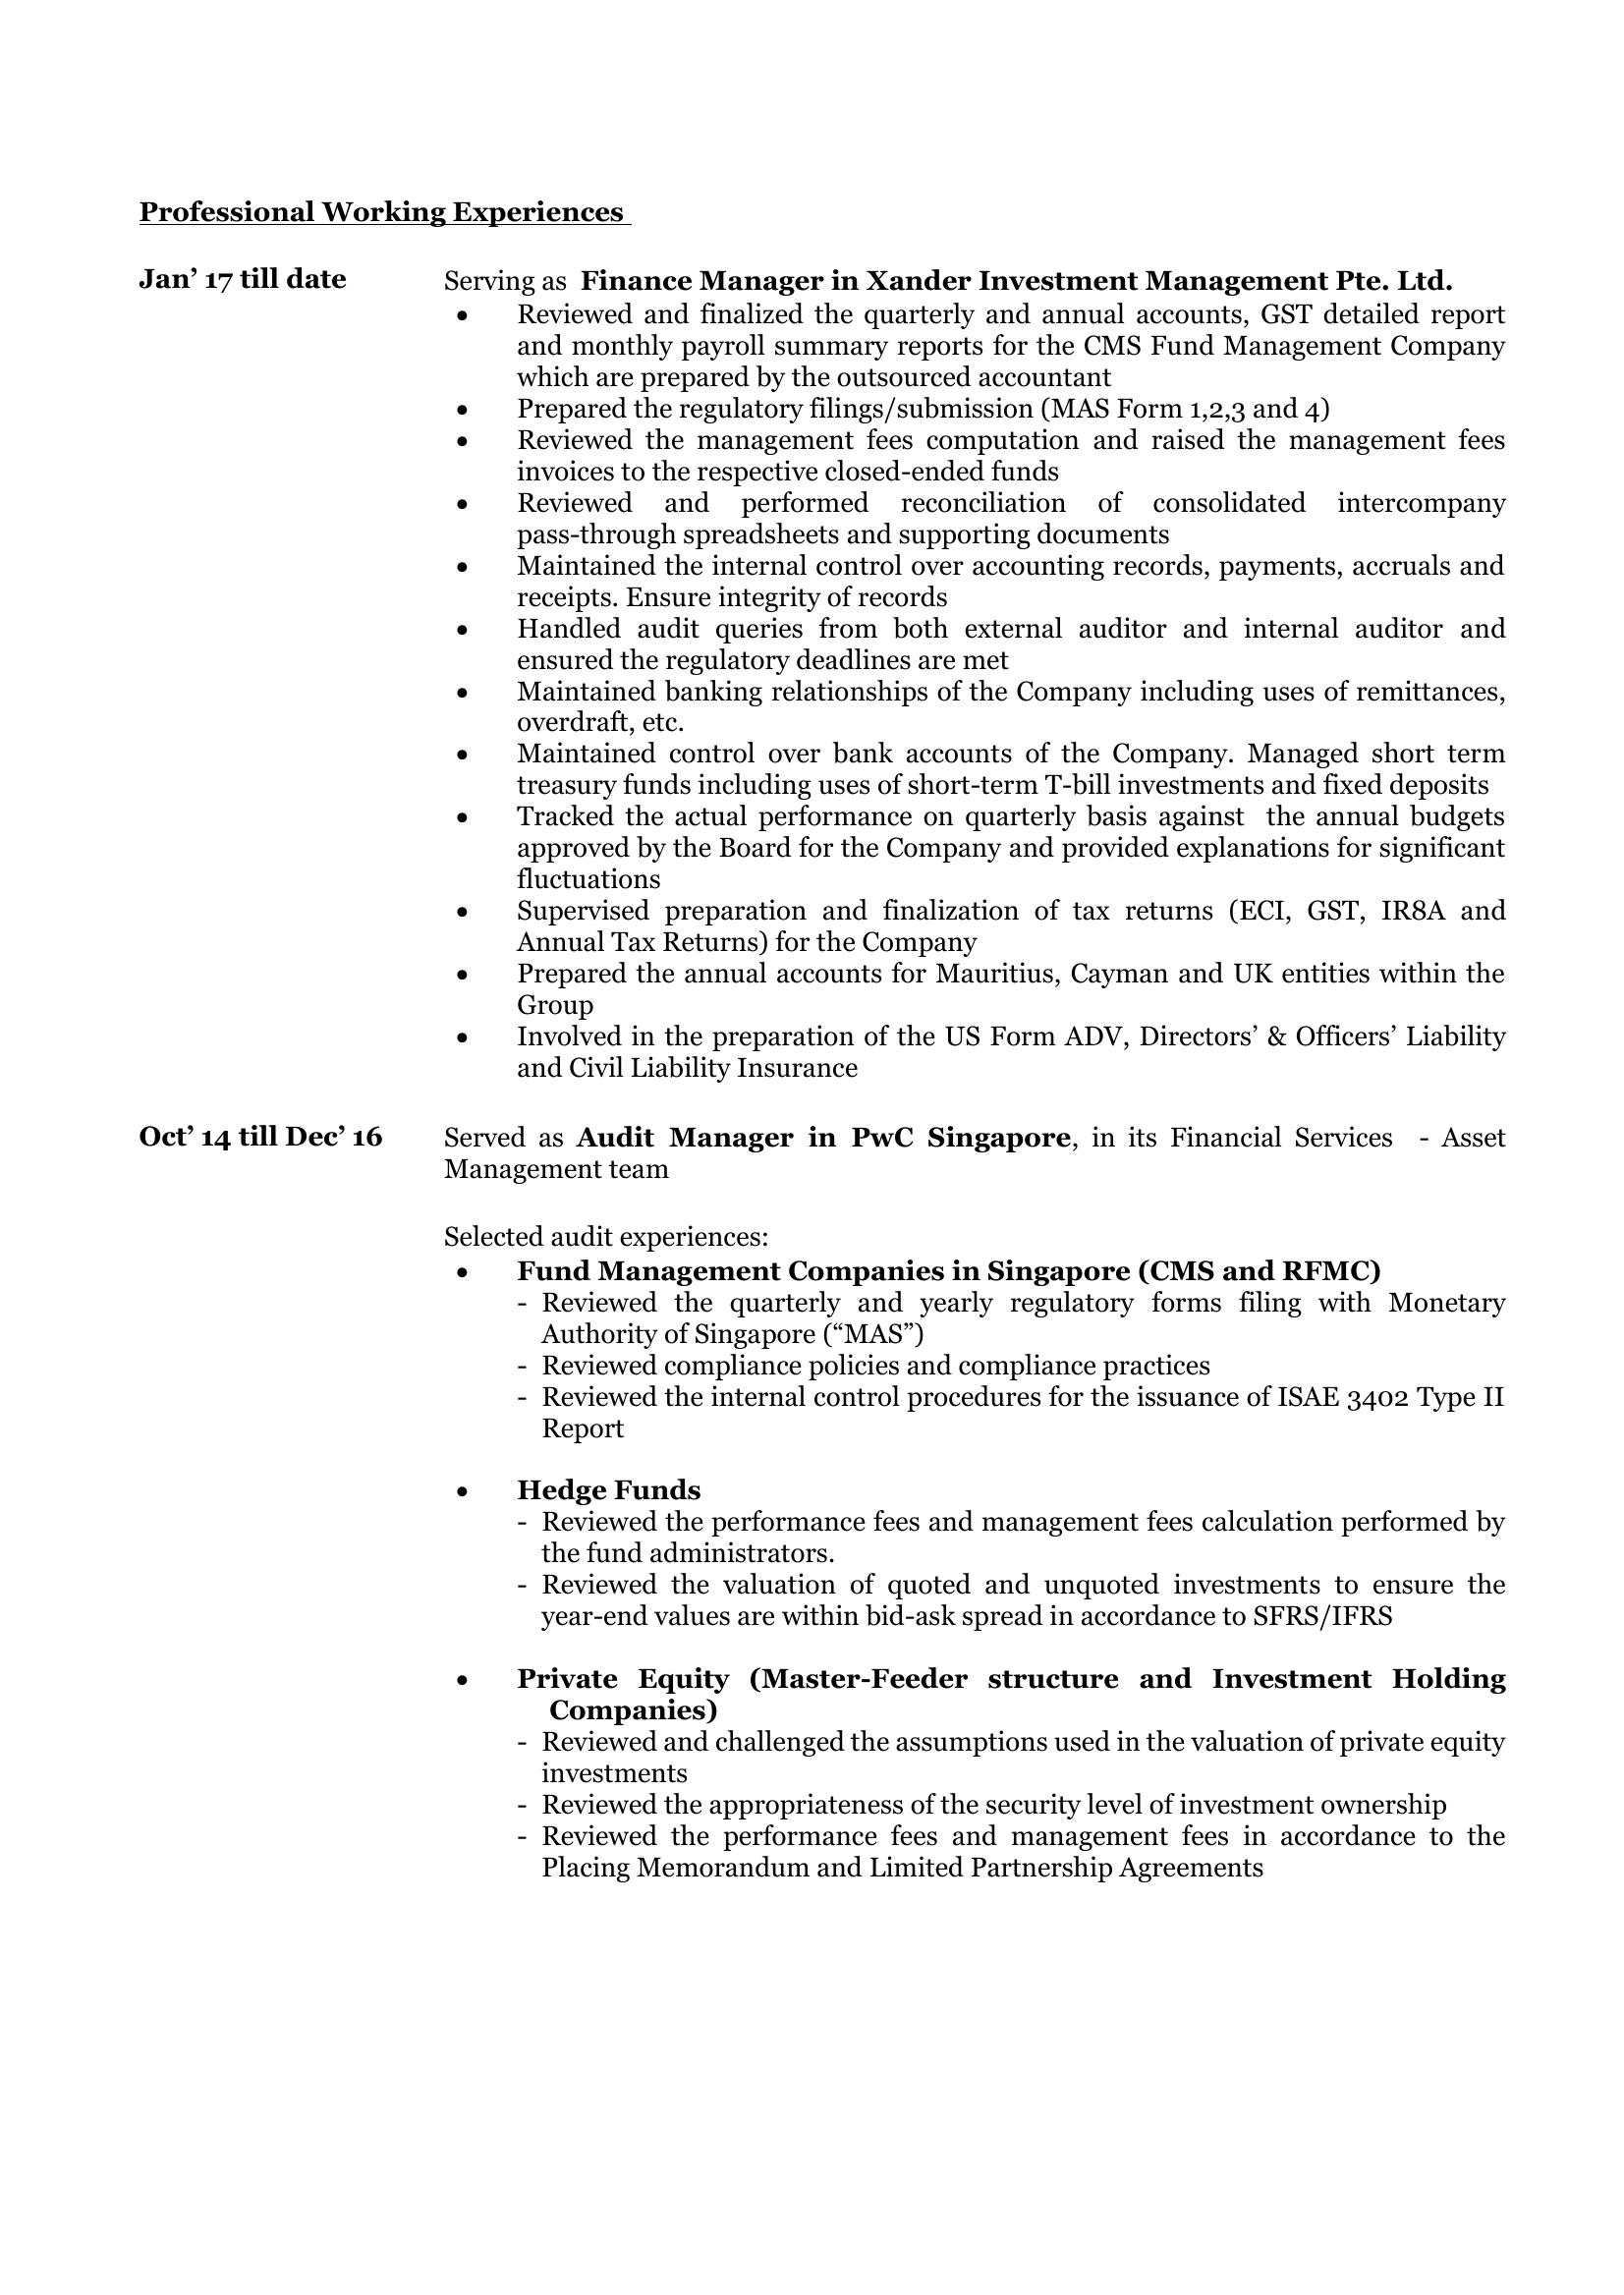 Professional Working Experiences
Jan’ 17 till date
Serving as Finance Manager in Xander Investment Management Pte. Ltd.
• Reviewed and finalized the quarterly and annual accounts, GST detailed report
and monthly payroll summary reports for the CMS Fund Management Company
which are prepared by the outsourced accountant
• Prepared the regulatory filings/submission (MAS Form 1,2,3 and 4)
• Reviewed the management fees computation and raised the management fees
invoices to the respective closed-ended funds
• Reviewed and performed reconciliation of consolidated intercompany
pass-through spreadsheets and supporting documents
• Maintained the internal control over accounting records, payments, accruals and
receipts. Ensure integrity of records
• Handled audit queries from both external auditor and internal auditor and
ensured the regulatory deadlines are met
• Maintained banking relationships of the Company including uses of remittances,
overdraft, etc.
• Maintained control over bank accounts of the Company. Managed short term
treasury funds including uses of short-term T-bill investments and fixed deposits
• Tracked the actual performance on quarterly basis against the annual budgets
approved by the Board for the Company and provided explanations for significant
fluctuations
• Supervised preparation and finalization of tax returns (ECI, GST, IR8A and
Annual Tax Returns) for the Company
• Prepared the annual accounts for Mauritius, Cayman and UK entities within the
Group
• Involved in the preparation of the US Form ADV, Directors’ & Officers’ Liability
and Civil Liability Insurance
Oct’ 14 till Dec’ 16
Served as Audit Manager in PwC Singapore, in its Financial Services - Asset
Management team
Selected audit experiences:
• Fund Management Companies in Singapore (CMS and RFMC)
- Reviewed the quarterly and yearly regulatory forms filing with Monetary
Authority of Singapore (“MAS”)
- Reviewed compliance policies and compliance practices
- Reviewed the internal control procedures for the issuance of ISAE 3402 Type II
Report
• Hedge Funds
- Reviewed the performance fees and management fees calculation performed by
the fund administrators.
- Reviewed the valuation of quoted and unquoted investments to ensure the
year-end values are within bid-ask spread in accordance to SFRS/IFRS
• Private Equity (Master-Feeder structure and Investment Holding
Companies)
- Reviewed and challenged the assumptions used in the valuation of private equity
investments
- Reviewed the appropriateness of the security level of investment ownership
- Reviewed the performance fees and management fees in accordance to the
Placing Memorandum and Limited Partnership Agreements